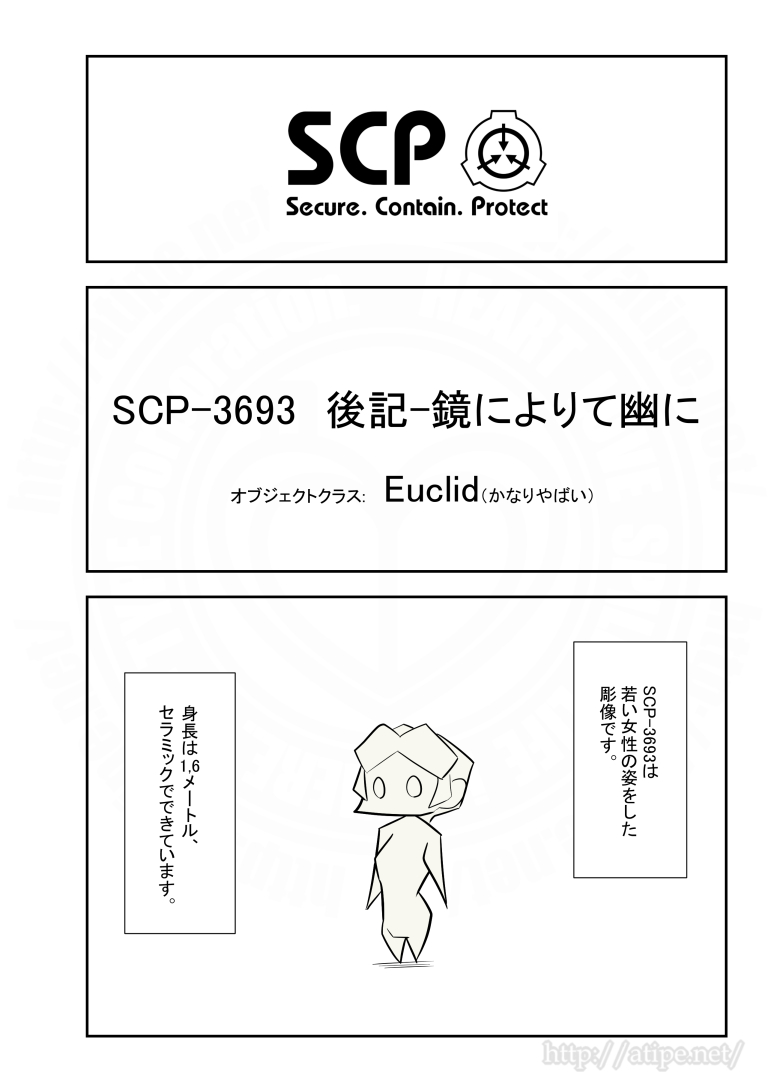 SCP
Secure. Contain. Protect
SCP-3693 後記-鏡によりて幽に
オブジェクトクラス: Euclid(かなりやばい)
SCP-3693は
若い女性の姿をした
彫像です。
身長は1,6メートル、
セラミックでできています。
http://atipe.net/